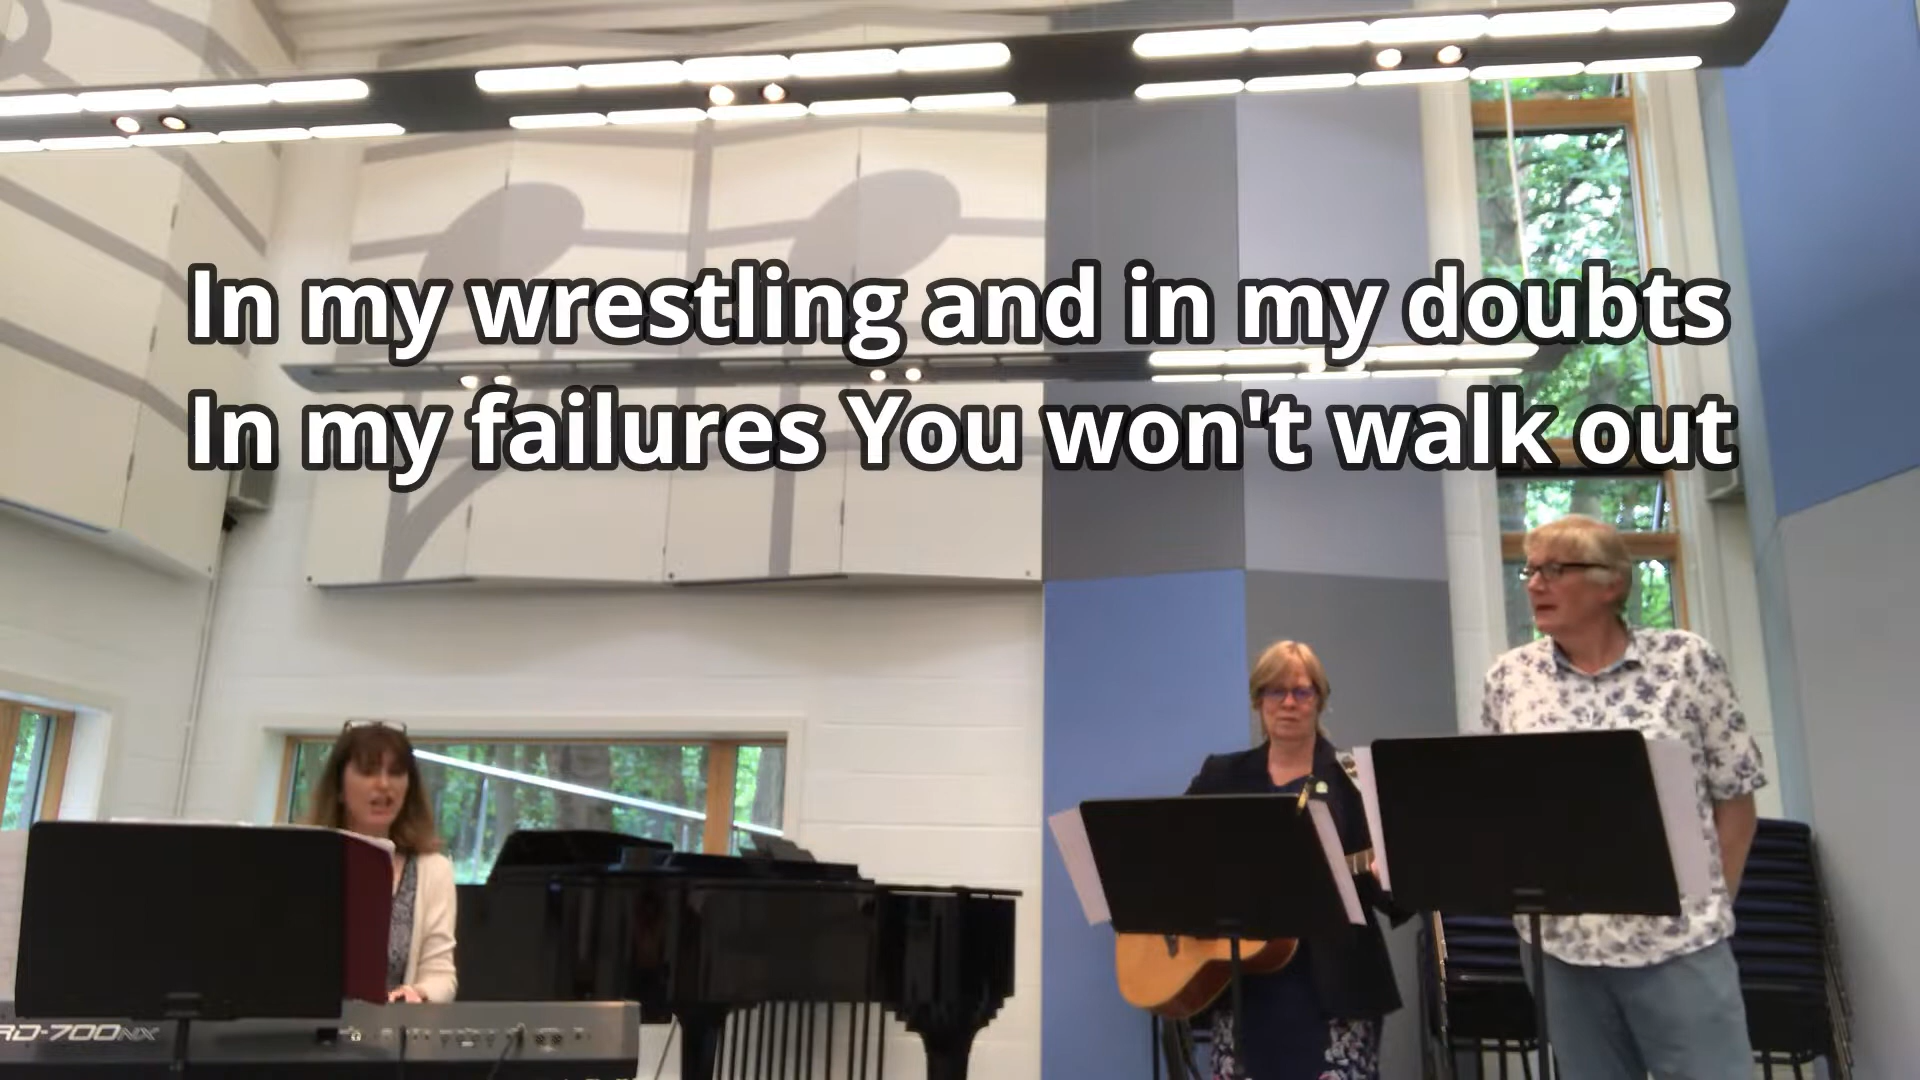 In my wrestling and in my doubts
In my failures You won't walk out
RD-700NX